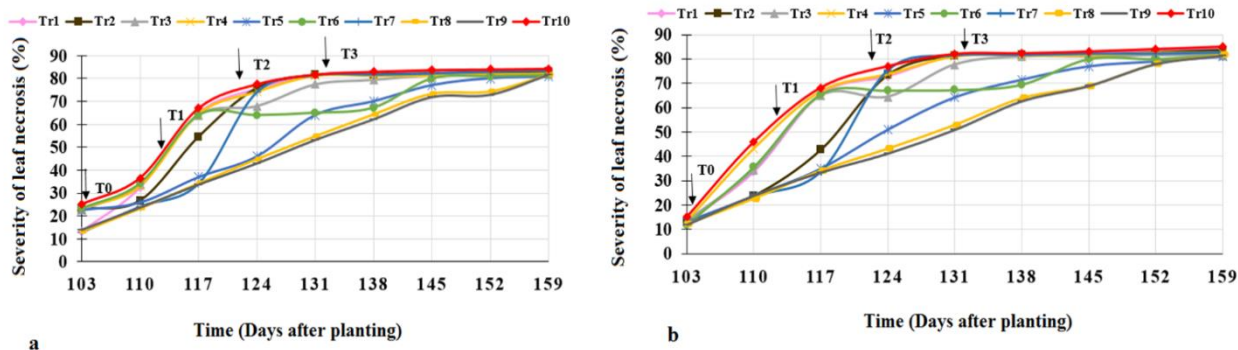 Tr1 Tr2 Tr3 Tr4 Tr5 Tr6 Tr7 Tr8 Tr9 Tr10
Severity of leaf necrosis (%)
90
80
70
60
50
40
30
20
10
0
T0
T1
T2
T3
103 110 117 124 131 138 145 152 159
Time (Days after planting)
a
Tr1 Tr2 Tr3 Tr4 Tr5 Tr6 Tr7 Tr8 Tr9 Tr10
Severity of leaf necrosis (%)
90
80
70
60
50
40
30
20
10
0
T0
T1
T2
T3
103 110 117 124 131 138 145 152 159
Time (Days after planting)
b